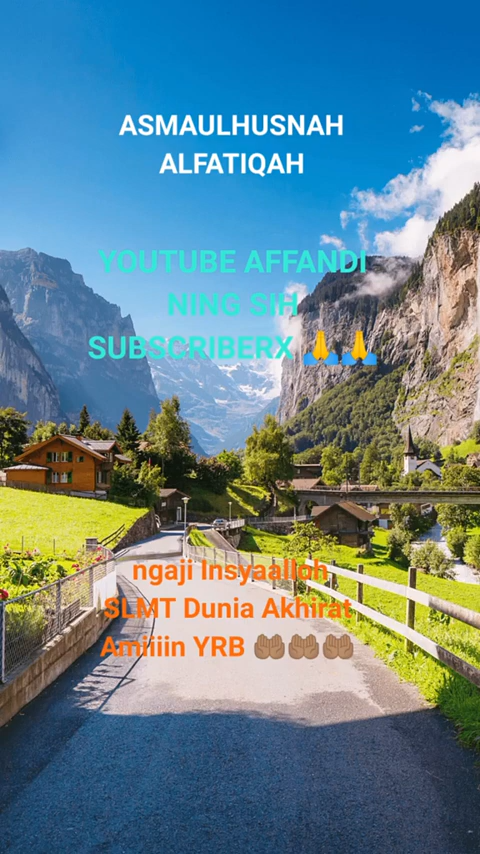 ASMAULHUSNAH
ALFATIQAH
YOUTUBE AFFANDI
NING SIH
SUBSCRIBERX 🙏🙏
ngaji Insyaalloh
SLMT Dunia Akhirat
Amiiiin YRB 🤲🏽🤲🏽🤲🏽